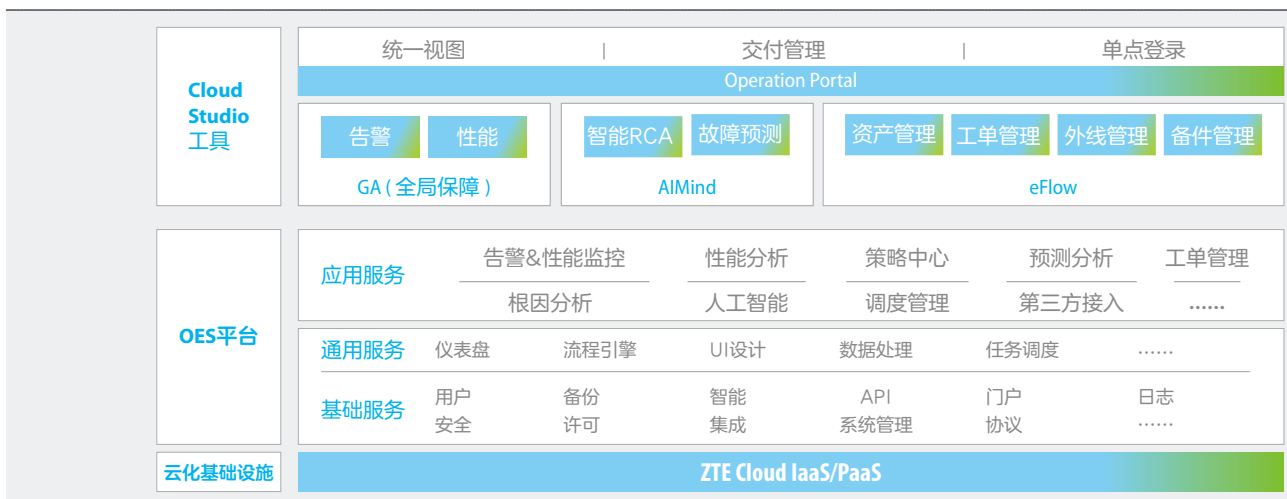 统一视图 | 交付管理 | 单点登录
Operation Portal
Cloud
Studio
工具
告警 性能
GA ( 全局保障 )
智能RCA 故障预测
AIMind
资产管理 工单管理 外线管理 备件管理
eFlow
OES平台
应用服务
告警&性能监控 性能分析 策略中心 预测分析 工单管理
根因分析 人工智能 调度管理 第三方接入 ......
通用服务 仪表盘 流程引擎 UI设计 数据处理 任务调度 ......
基础服务
用户 备份 智能 API 门户 日志
安全 许可 集成 系统管理 协议 ......
云化基础设施 ZTE Cloud IaaS/PaaS